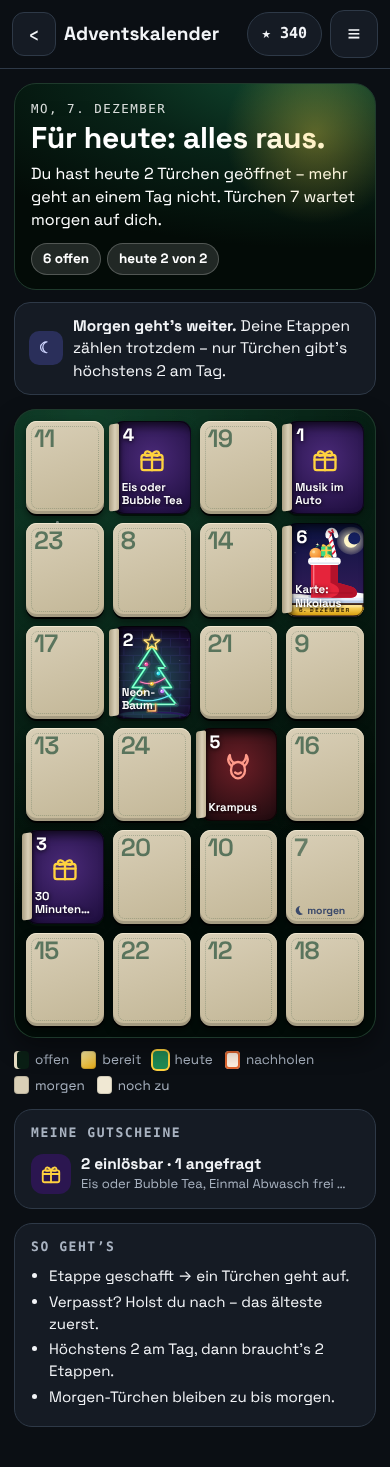 <
Adventskalender
★ 340
≡
MO, 7. DEZEMBER
Für heute: alles raus.
Du hast heute 2 Türchen geöffnet – mehr
geht an einem Tag nicht. Türchen 7 wartet
morgen auf dich.
6 offen
heute 2 von 2
Morgen geht's weiter. Deine Etappen
zählen trotzdem – nur Türchen gibt's
höchstens 2 am Tag.
11
4
Eis oder
Bubble Tea
19
1
Musik im
Auto
23
8
14
6
Karte:
Nikolaus
6. DEZEMBER
17
2
Neon-
Baum
21
9
13
24
5
Krampus
16
3
30
Minuten…
20
10
7
morgen
15
22
12
18
offen
bereit
heute
nachholen
morgen
noch zu
MEINE GUTSCHEINE
2 einlösbar · 1 angefragt
Eis oder Bubble Tea, Einmal Abwasch frei …
SO GEHT'S
• Etappe geschafft → ein Türchen geht auf.
• Verpasst? Holst du nach – das älteste
zuerst.
• Höchstens 2 am Tag, dann braucht's 2
Etappen.
• Morgen-Türchen bleiben zu bis morgen.